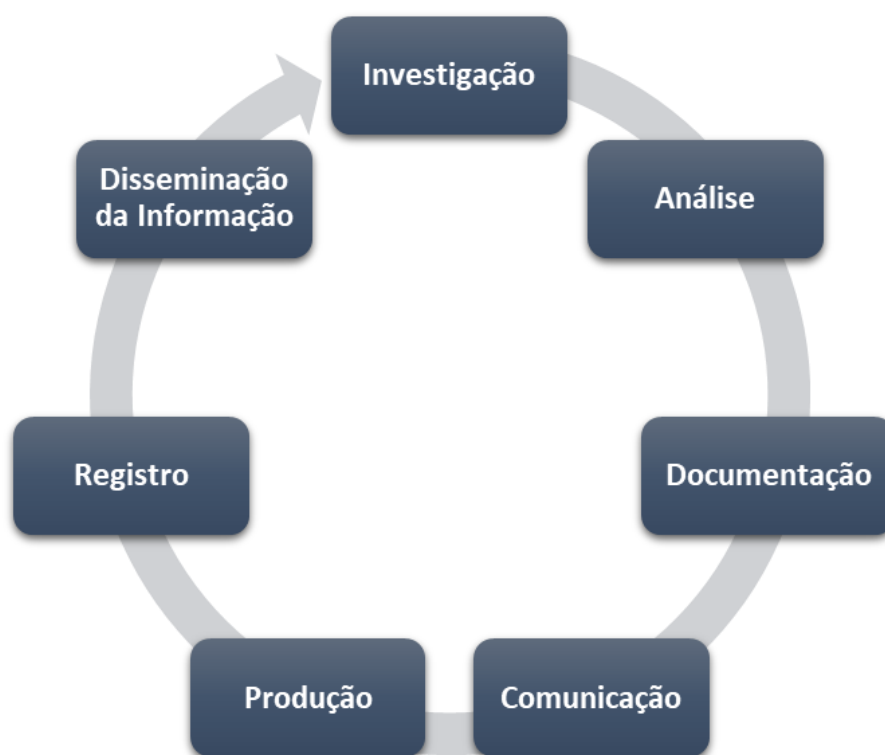 Investigação
Análise
Documentação
Comunicação
Produção
Registro
Disseminação
da Informação